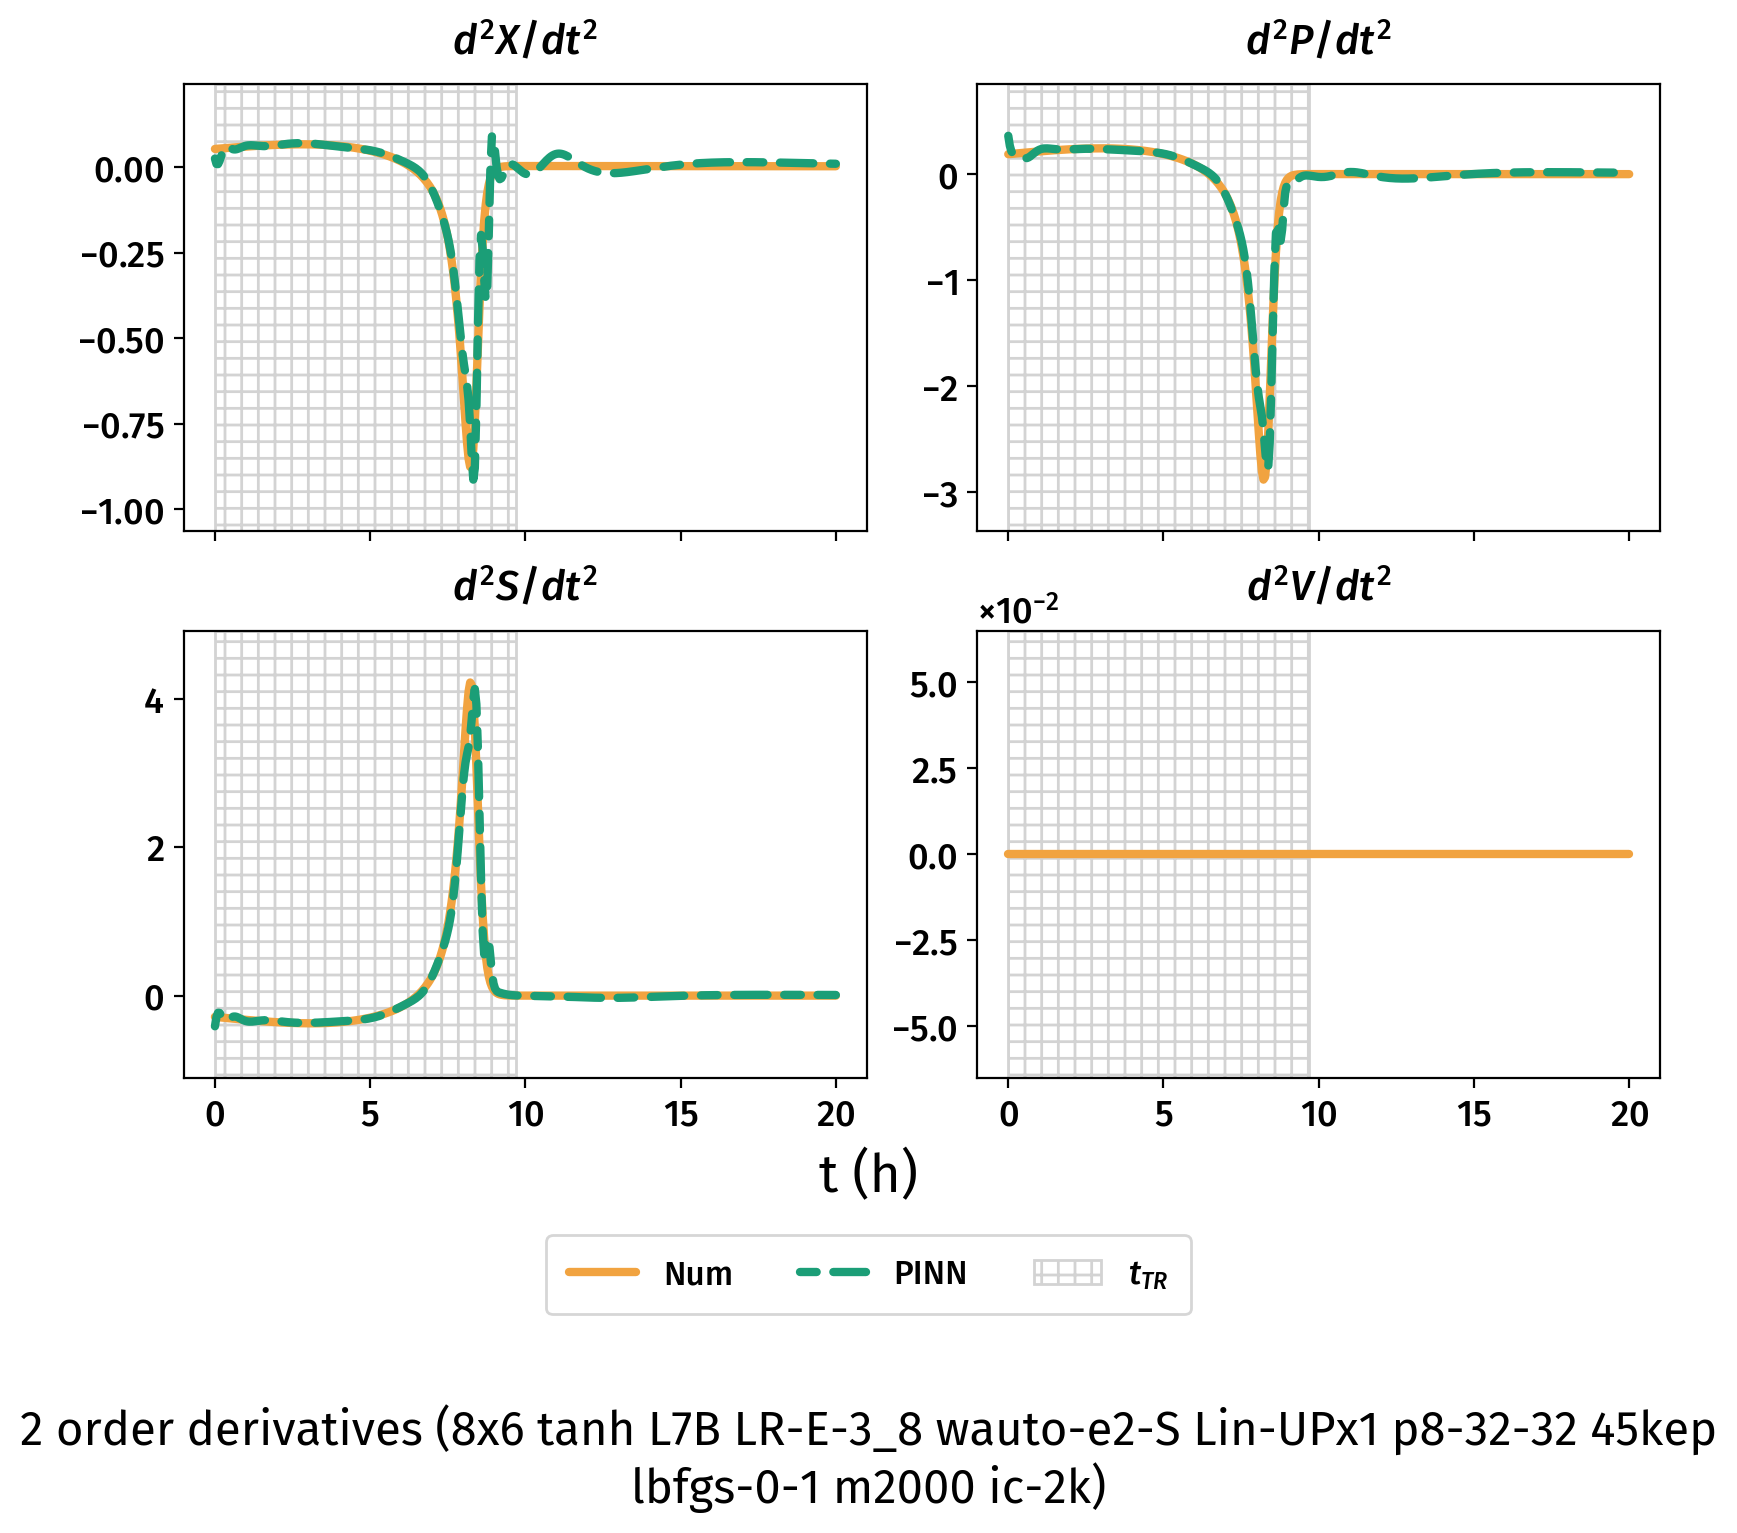 d²X/dt²
d²P/dt²
0.00
−0.25
−0.50
−0.75
−1.00
0
−1
−2
−3
d²S/dt²
d²V/dt²
×10⁻²
4
2
0
5.0
2.5
0.0
−2.5
−5.0
0 5 10 15 20
0 5 10 15 20
t (h)
Num PINN t_TR
2 order derivatives (8x6 tanh L7B LR-E-3_8 wauto-e2-S Lin-UPx1 p8-32-32 45kep
lbfgs-0-1 m2000 ic-2k)